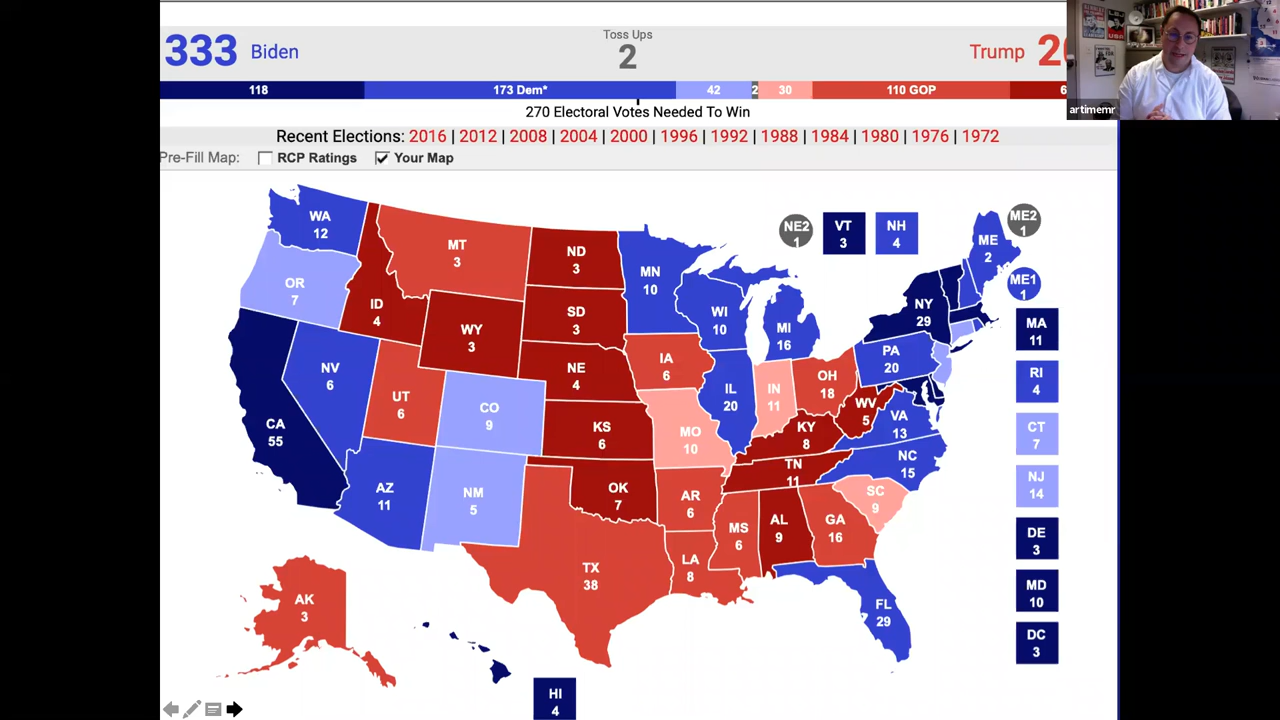 333 Biden
Toss Ups
2
Trump
118 173 Dem* 42 2 30 110 GOP
270 Electoral Votes Needed To Win
Recent Elections: 2016 | 2012 | 2008 | 2004 | 2000 | 1996 | 1992 | 1988 | 1984 | 1980 | 1976 | 1972
Pre-Fill Map: RCP Ratings Your Map
artimemr
WA
12
OR
7
CA
55
NV
6
ID
4
MT
3
WY
3
UT
6
AZ
11
CO
9
NM
5
ND
3
SD
3
NE
4
KS
6
OK
7
TX
38
MN
10
IA
6
MO
10
AR
6
LA
8
WI
10
IL
20
MI
16
IN
11
OH
18
KY
8
TN
11
MS
6
AL
9
GA
16
FL
29
SC
9
NC
15
VA
13
WV
5
PA
20
NY
29
ME
2
NE2
1
VT
3
NH
4
ME2
1
ME1
1
MA
11
RI
4
CT
7
NJ
14
DE
3
MD
10
DC
3
AK
3
HI
4